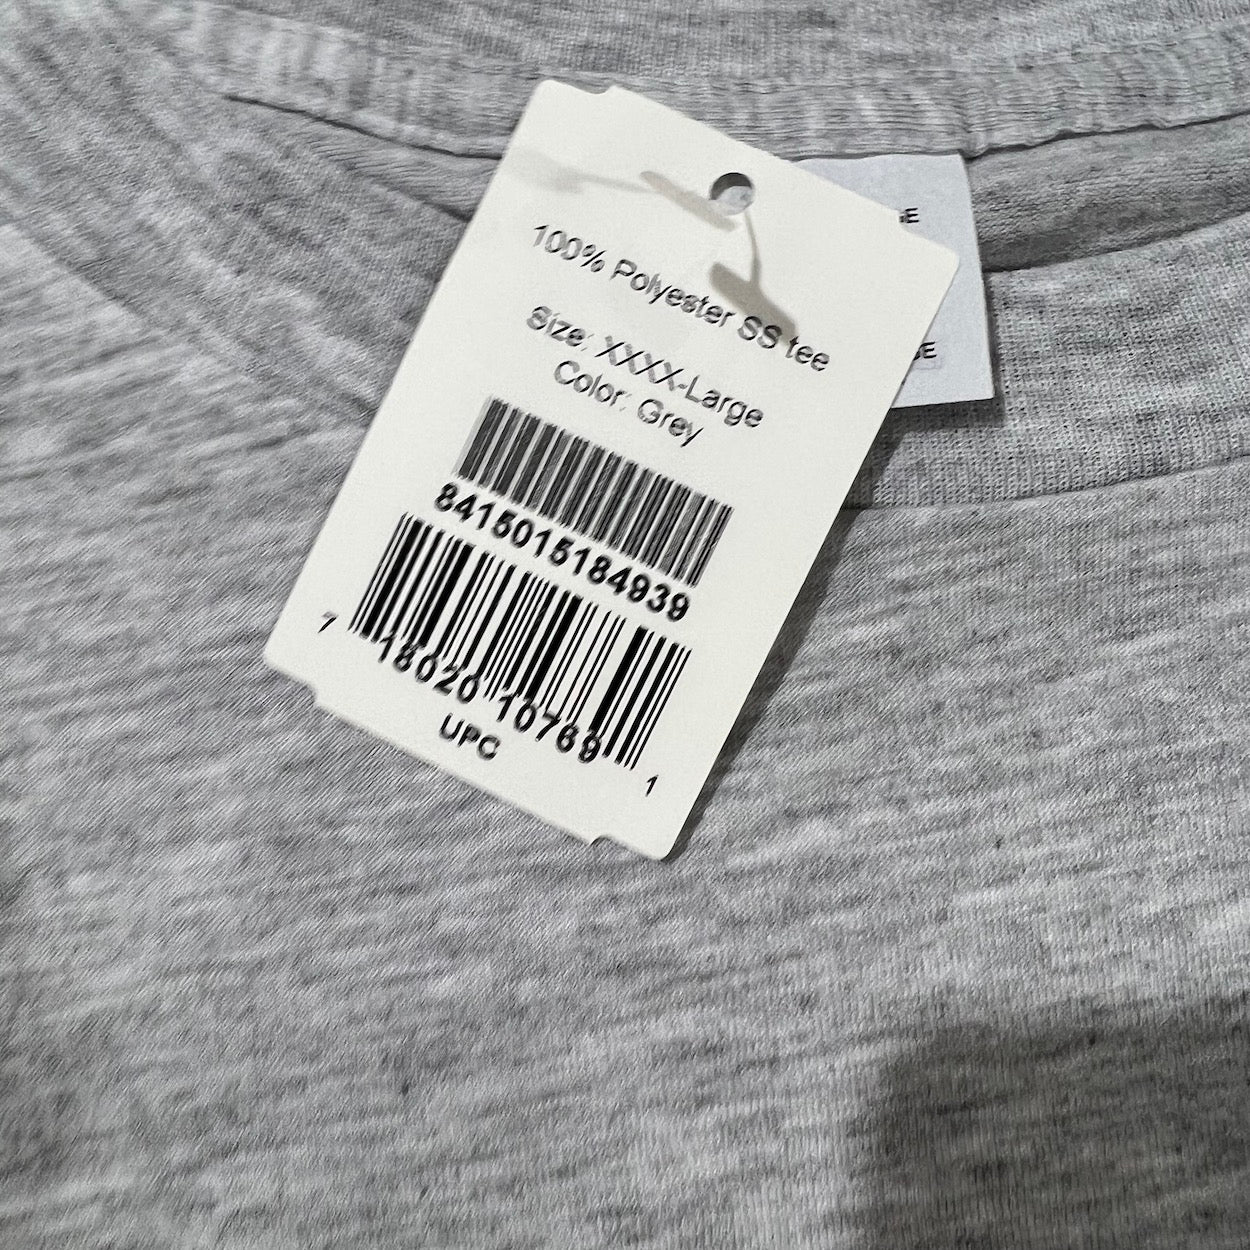 100% Polyester SS tee
Size: XXXX-Large
Color: Grey
8415015184939
7 18020 10769 1
UPC